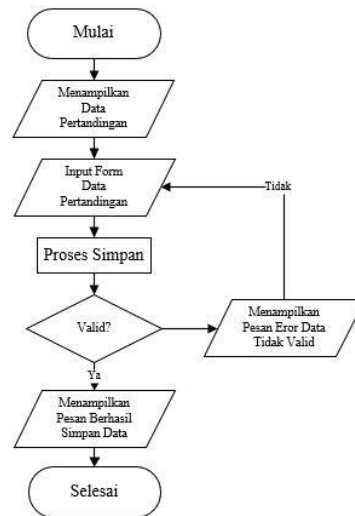 Mulai
Menampilkan
Data
Pertandingan
Input Form
Data
Pertandingan
Tidak
Proses Simpan
Valid?
Menampilkan
Pesan Eror Data
Tidak Valid
Ya
Menampilkan
Pesan Berhasil
Simpan Data
Selesai